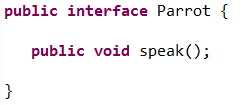 public interface Parrot {
public void speak();
}